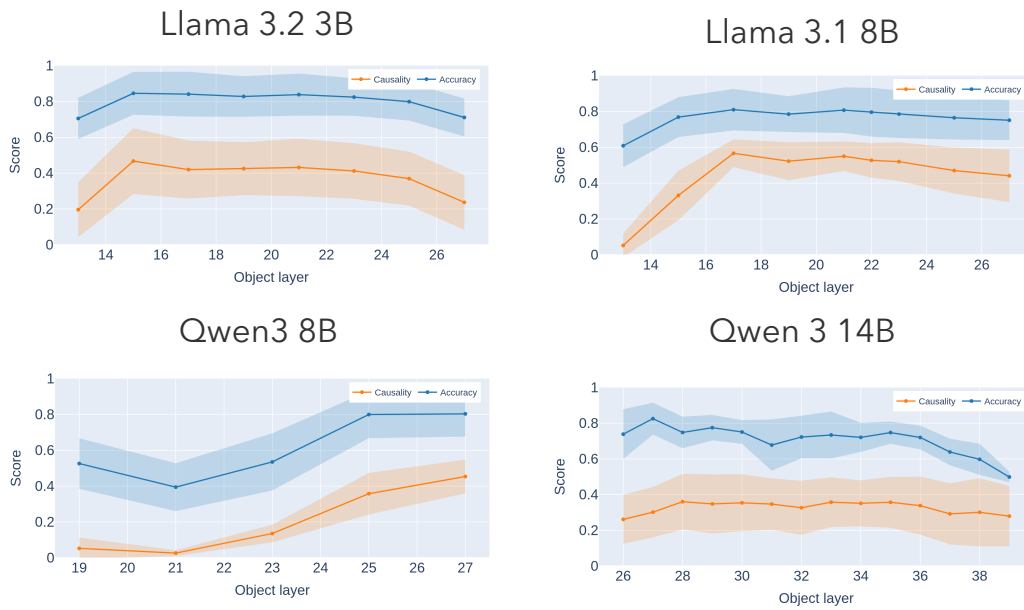 Llama 3.2 3B
Causality Accuracy
1
0.8
0.6
0.4
0.2
0
Score
14 16 18 20 22 24 26
Object layer
Llama 3.1 8B
Causality Accuracy
1
0.8
0.6
0.4
0.2
0
Score
14 16 18 20 22 24 26
Object layer
Qwen3 8B
Causality Accuracy
1
0.8
0.6
0.4
0.2
0
Score
19 20 21 22 23 24 25 26 27
Object layer
Qwen 3 14B
Causality Accuracy
1
0.8
0.6
0.4
0.2
0
Score
26 28 30 32 34 36 38
Object layer